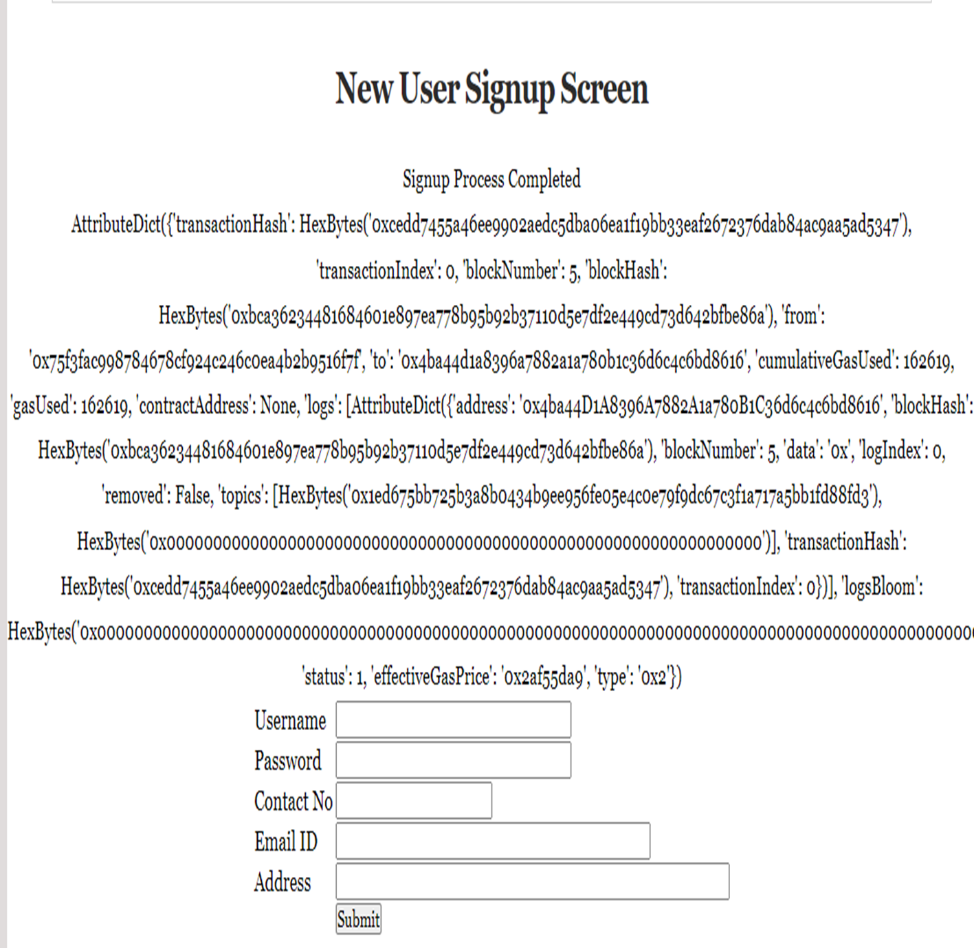 New User Signup Screen
Signup Process Completed
AttributeDict({'transactionHash': HexBytes('0xcedd7455a46ee9902aedc5dba06ea1f19bb33eaf2672376dab84ac9aa5ad5347'),
'transactionIndex': 0, 'blockNumber': 5, 'blockHash':
HexBytes('0xbca36234481684601e897ea778b95b92b37110d5e7df2e449cd73d642bfbe86a'), 'from':
'0x75f3fac998784678cf924c246c0ea4b2b9516f7f', 'to': '0x4ba44d1a8396a7882a1a780b1c36d6c4c6bd8616', 'cumulativeGasUsed': 162619,
'gasUsed': 162619, 'contractAddress': None, 'logs': [AttributeDict({'address': '0x4ba44D1A8396A7882A1a780B1C36d6c4c6bd8616', 'blockHash':
HexBytes('0xbca36234481684601e897ea778b95b92b37110d5e7df2e449cd73d642bfbe86a'), 'blockNumber': 5, 'data': '0x', 'logIndex': 0,
'removed': False, 'topics': [HexBytes('0x1ed675bb725b3a8b0434b9ee956fe05e4c0e79f9dc67c3f1a717a5bb1fd88fd3'),
HexBytes('0x0000000000000000000000000000000000000000000000000000000000000000')], 'transactionHash':
HexBytes('0xcedd7455a46ee9902aedc5dba06ea1f19bb33eaf2672376dab84ac9aa5ad5347'), 'transactionIndex': 0})], 'logsBloom':
HexBytes('0x000000000000000000000000000000000000000000000000000000000000000000000000000000000000000000000000
'status': 1, 'effectiveGasPrice': '0x2af55da9', 'type': '0x2'})
Username
Password
Contact No
Email ID
Address
Submit